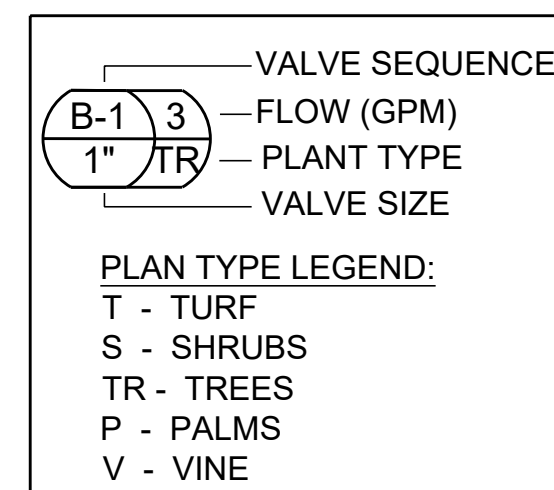 VALVE SEQUENCE
B-1 3 FLOW (GPM)
1" TR PLANT TYPE
VALVE SIZE
PLAN TYPE LEGEND:
T - TURF
S - SHRUBS
TR - TREES
P - PALMS
V - VINE